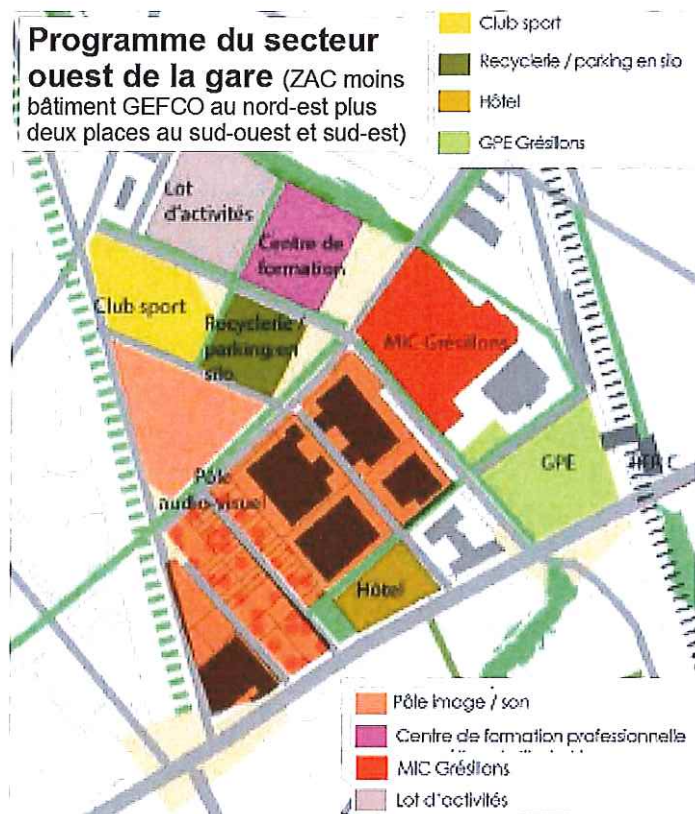 Programme du secteur
ouest de la gare (ZAC moins
bâtiment GEFCO au nord-est plus
deux places au sud-ouest et sud-est)
Club sport
Recyclerie / parking en silo
Hôtel
GPE Grésillons
Lot
d'activités
Centre de
formation
Club sport
Recyclerie /
parking en
silo
MIC Grésillons
GPE
RER C
Pôle
audio-visuel
Hôtel
Pôle image / son
Centre de formation professionnelle
MIC Grésillons
Lot d'activités